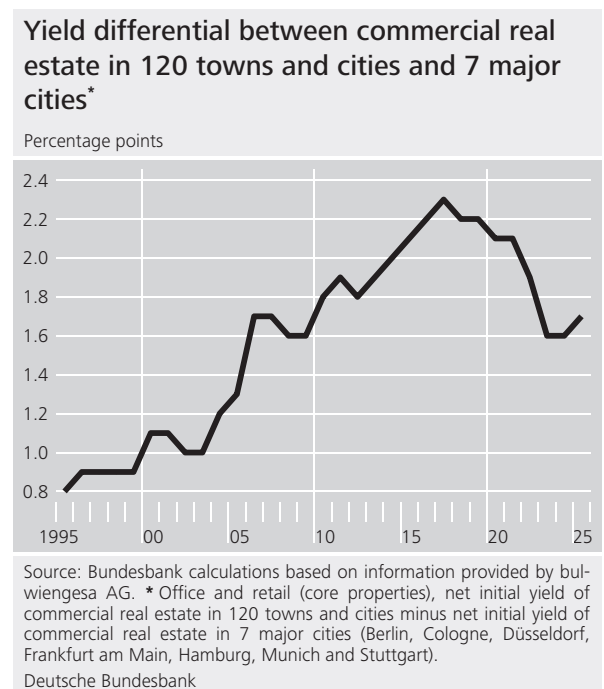 Yield differential between commercial real
estate in 120 towns and cities and 7 major
cities*
Percentage points
2.4
2.2
2.0
1.8
1.6
1.4
1.2
1.0
0.8
1995 00 05 10 15 20 25
Source: Bundesbank calculations based on information provided by bul-
wiengesa AG. * Office and retail (core properties), net initial yield of
commercial real estate in 120 towns and cities minus net initial yield of
commercial real estate in 7 major cities (Berlin, Cologne, Düsseldorf,
Frankfurt am Main, Hamburg, Munich and Stuttgart).
Deutsche Bundesbank